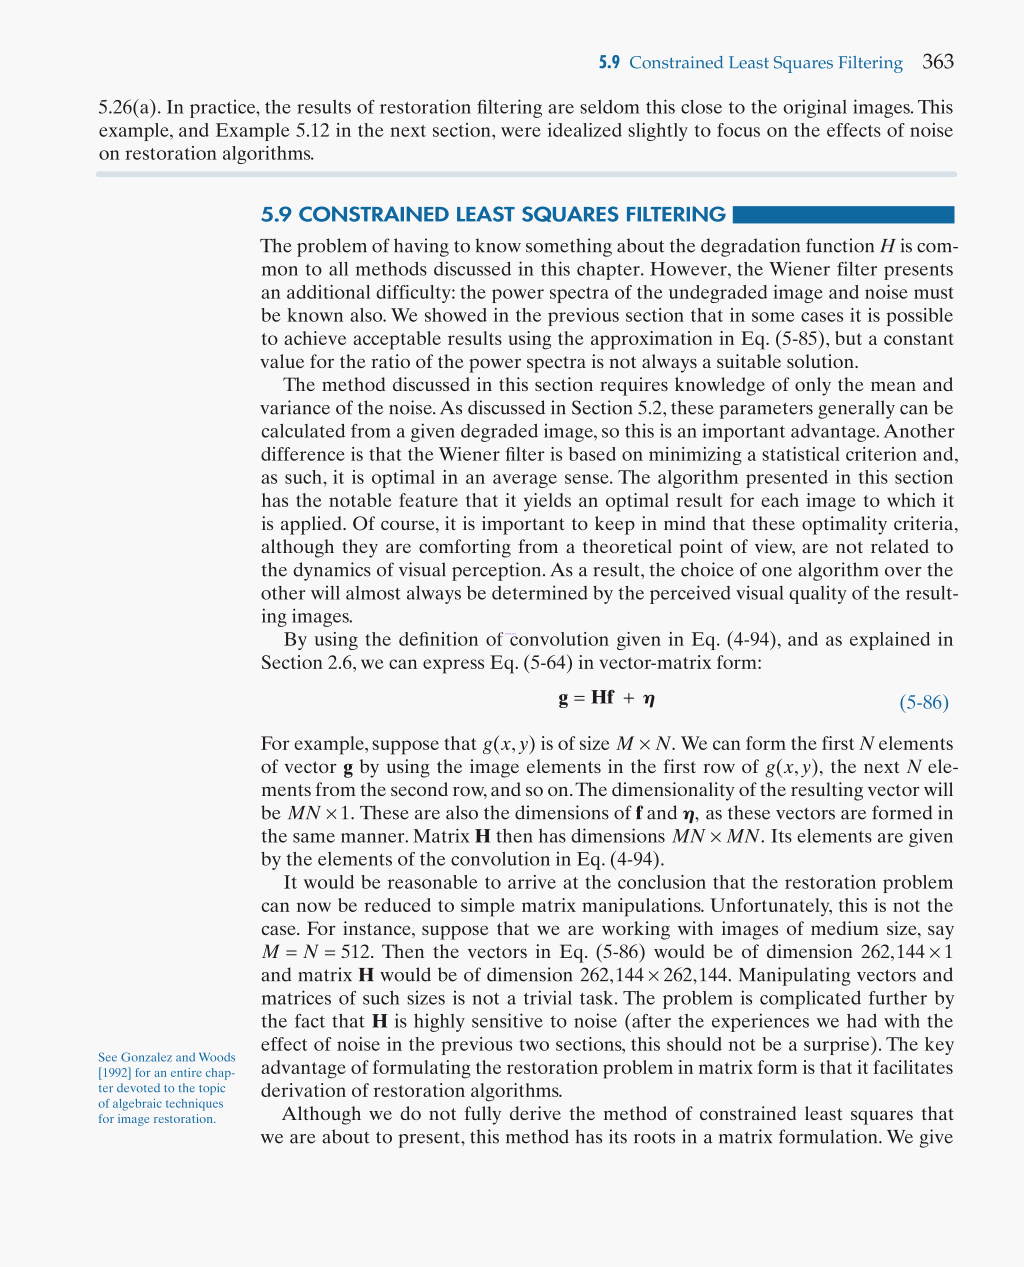 5.9 Constrained Least Squares Filtering 363
5.26(a). In practice, the results of restoration filtering are seldom this close to the original images. This
example, and Example 5.12 in the next section, were idealized slightly to focus on the effects of noise
on restoration algorithms.
5.9 CONSTRAINED LEAST SQUARES FILTERING
The problem of having to know something about the degradation function H is com-
mon to all methods discussed in this chapter. However, the Wiener filter presents
an additional difficulty: the power spectra of the undegraded image and noise must
be known also. We showed in the previous section that in some cases it is possible
to achieve acceptable results using the approximation in Eq. (5-85), but a constant
value for the ratio of the power spectra is not always a suitable solution.
The method discussed in this section requires knowledge of only the mean and
variance of the noise. As discussed in Section 5.2, these parameters generally can be
calculated from a given degraded image, so this is an important advantage. Another
difference is that the Wiener filter is based on minimizing a statistical criterion and,
as such, it is optimal in an average sense. The algorithm presented in this section
has the notable feature that it yields an optimal result for each image to which it
is applied. Of course, it is important to keep in mind that these optimality criteria,
although they are comforting from a theoretical point of view, are not related to
the dynamics of visual perception. As a result, the choice of one algorithm over the
other will almost always be determined by the perceived visual quality of the result-
ing images.
By using the definition of convolution given in Eq. (4-94), and as explained in
Section 2.6, we can express Eq. (5-64) in vector-matrix form:
g = Hf + η (5-86)
For example, suppose that g(x, y) is of size M × N. We can form the first N elements
of vector g by using the image elements in the first row of g(x, y), the next N ele-
ments from the second row, and so on. The dimensionality of the resulting vector will
be MN × 1. These are also the dimensions of f and η, as these vectors are formed in
the same manner. Matrix H then has dimensions MN × MN. Its elements are given
by the elements of the convolution in Eq. (4-94).
It would be reasonable to arrive at the conclusion that the restoration problem
can now be reduced to simple matrix manipulations. Unfortunately, this is not the
case. For instance, suppose that we are working with images of medium size, say
M = N = 512. Then the vectors in Eq. (5-86) would be of dimension 262,144 × 1
and matrix H would be of dimension 262,144 × 262,144. Manipulating vectors and
matrices of such sizes is not a trivial task. The problem is complicated further by
the fact that H is highly sensitive to noise (after the experiences we had with the
effect of noise in the previous two sections, this should not be a surprise). The key
advantage of formulating the restoration problem in matrix form is that it facilitates
derivation of restoration algorithms.
See Gonzalez and Woods
[1992] for an entire chap-
ter devoted to the topic
of algebraic techniques
for image restoration.
Although we do not fully derive the method of constrained least squares that
we are about to present, this method has its roots in a matrix formulation. We give